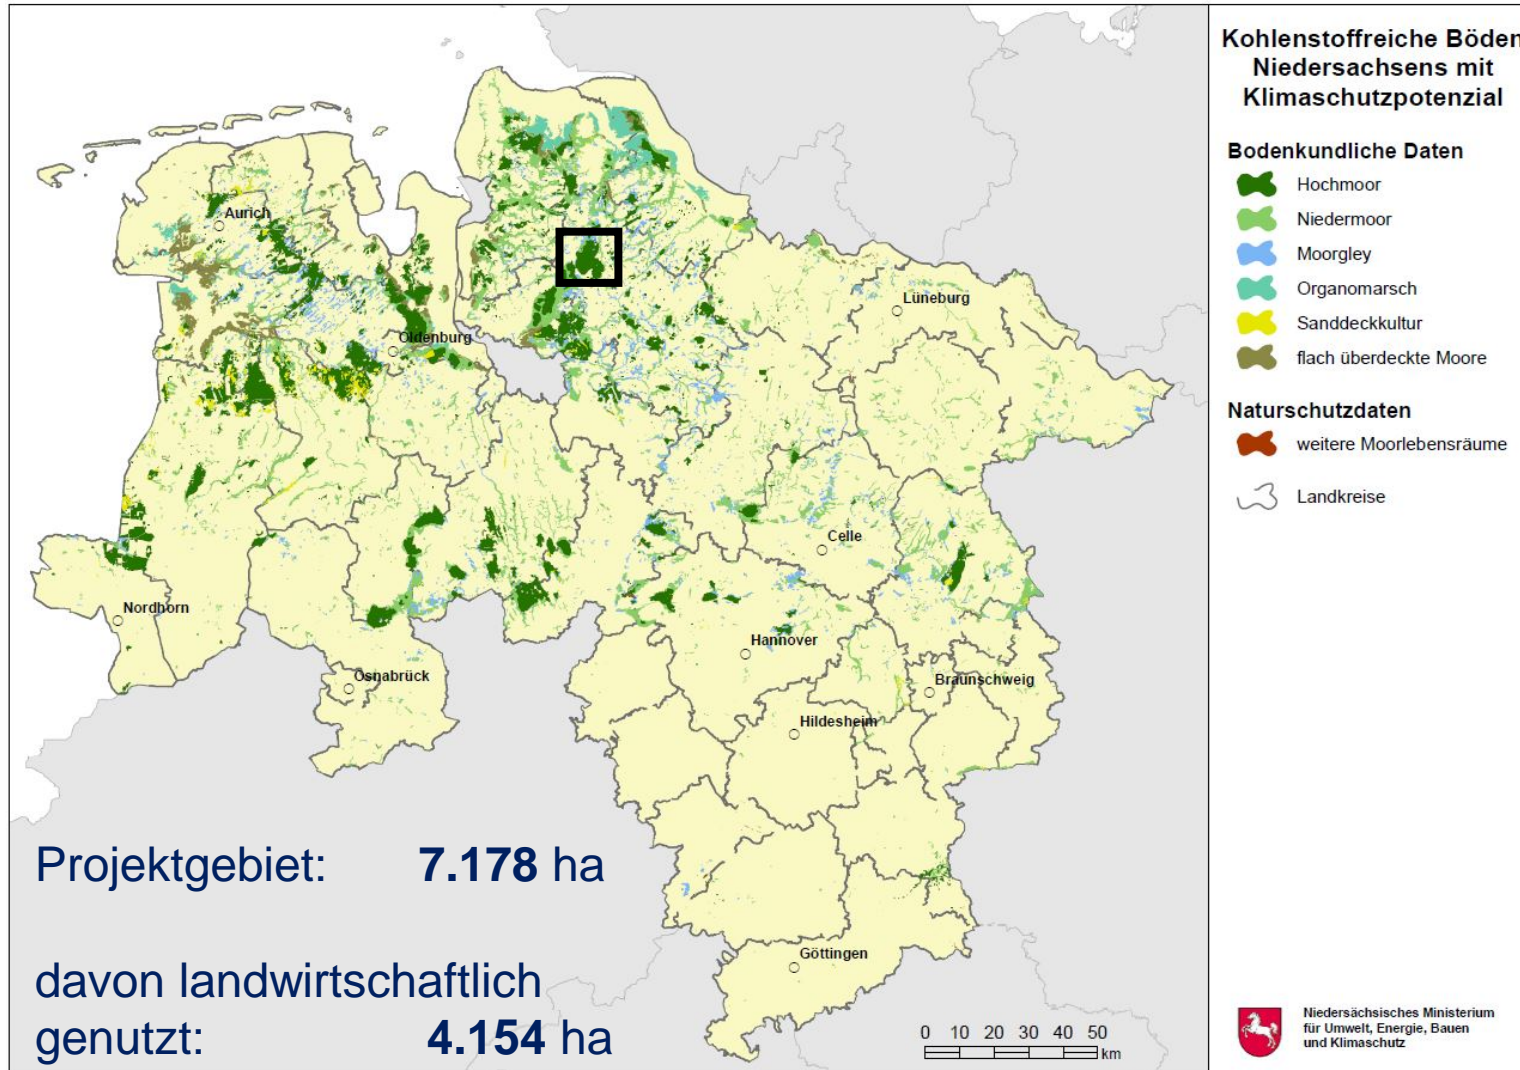 Kohlenstoffreiche Böden
Niedersachsens mit
Klimaschutzpotenzial
Bodenkundliche Daten
Hochmoor
Niedermoor
Moorgley
Organomarsch
Sanddeckkultur
flach überdeckte Moore
Naturschutzdaten
weitere Moorlebensräume
Landkreise
Aurich
Oldenburg
Lüneburg
Celle
Nordhorn
Hannover
Osnabrück
Braunschweig
Hildesheim
Göttingen
Projektgebiet: 7.178 ha
davon landwirtschaftlich
genutzt: 4.154 ha
0 10 20 30 40 50
km
Niedersächsisches Ministerium
für Umwelt, Energie, Bauen
und Klimaschutz